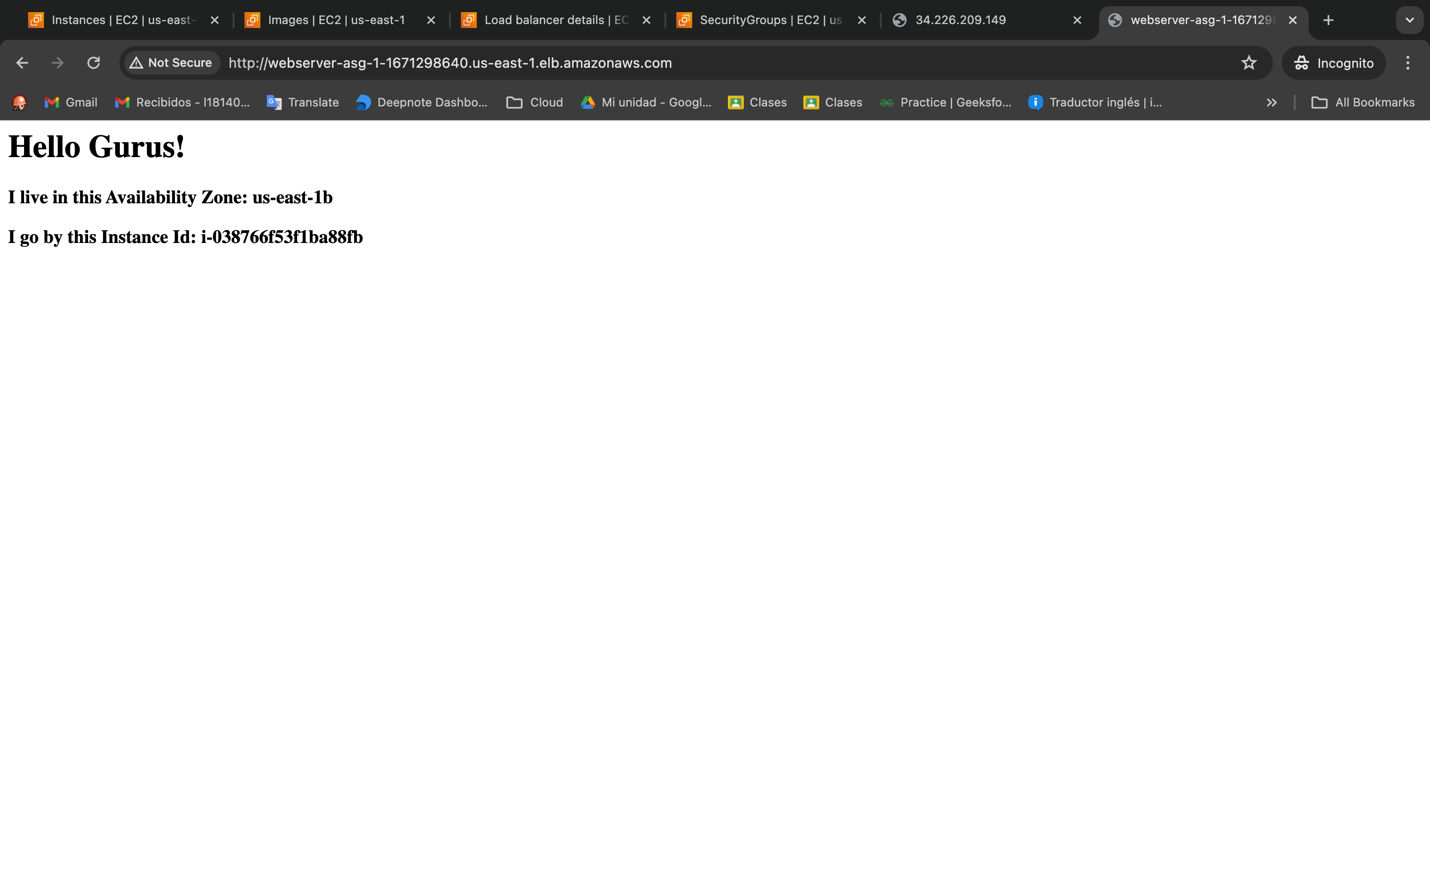 Instances | EC2 | us-east-
Images | EC2 | us-east-1
Load balancer details | EC
SecurityGroups | EC2 | us
34.226.209.149
webserver-asg-1-167129
Not Secure
http://webserver-asg-1-1671298640.us-east-1.elb.amazonaws.com
Incognito
Gmail
Recibidos - l18140...
Translate
Deepnote Dashbo...
Cloud
Mi unidad - Googl...
Clases
Clases
Practice | Geeksfo...
Traductor inglés | i...
All Bookmarks
Hello Gurus!
I live in this Availability Zone: us-east-1b
I go by this Instance Id: i-038766f53f1ba88fb